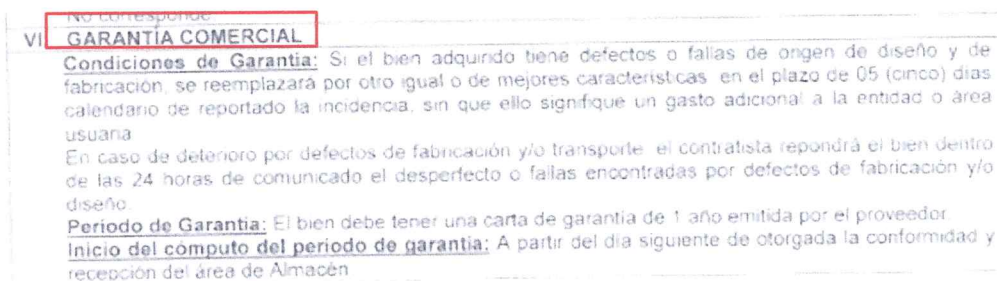 No corresponde
VI GARANTÍA COMERCIAL
Condiciones de Garantia: Si el bien adquirido tiene defectos o fallas de origen de diseño y de
fabricación, se reemplazará por otro igual o de mejores características en el plazo de 05 (cinco) días
calendario de reportado la incidencia, sin que ello signifique un gasto adicional a la entidad o área
usuaria
En caso de deterioro por defectos de fabricación y/o transporte el contratista repondrá el bien dentro
de las 24 horas de comunicado el desperfecto o fallas encontradas por defectos de fabricación y/o
diseño.
Periodo de Garantia: El bien debe tener una carta de garantia de 1 año emitida por el proveedor
Inicio del cómputo del periodo de garantia: A partir del día siguiente de otorgada la conformidad y
recepción del área de Almacén